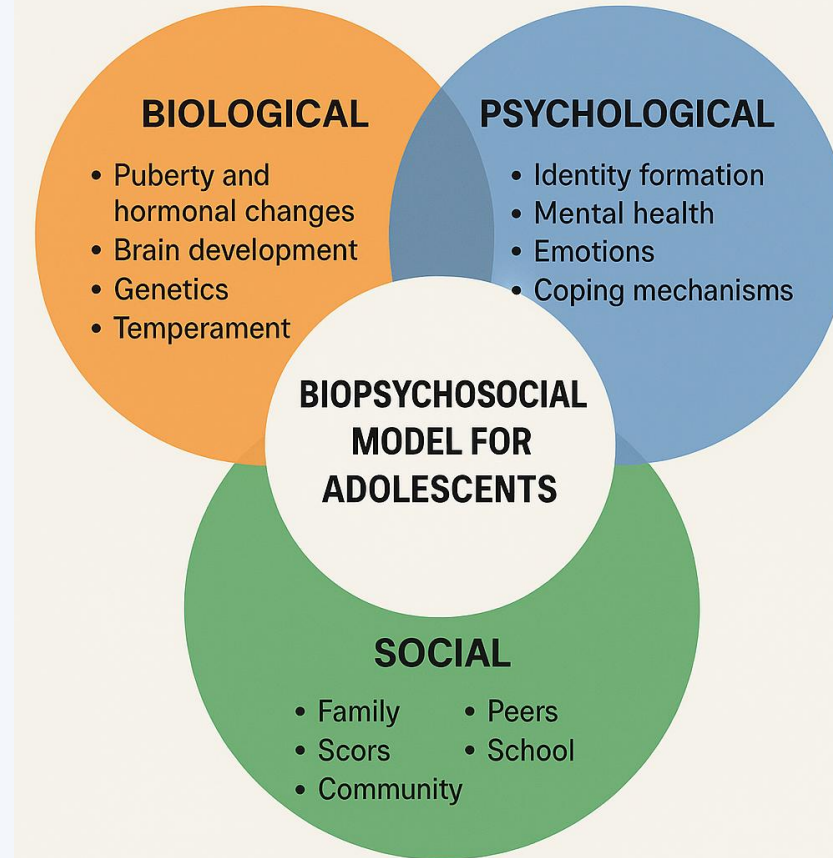 BIOLOGICAL
• Puberty and
hormonal changes
• Brain development
• Genetics
• Temperament
PSYCHOLOGICAL
• Identity formation
• Mental health
• Emotions
• Coping mechanisms
BIOPSYCHOSOCIAL
MODEL FOR
ADOLESCENTS
SOCIAL
• Family • Peers
• Scors • School
• Community